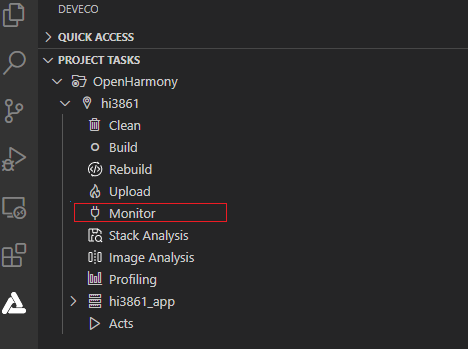 DEVECO
QUICK ACCESS
PROJECT TASKS
OpenHarmony
hi3861
Clean
Build
Rebuild
Upload
Monitor
Stack Analysis
Image Analysis
Profiling
hi3861_app
Acts